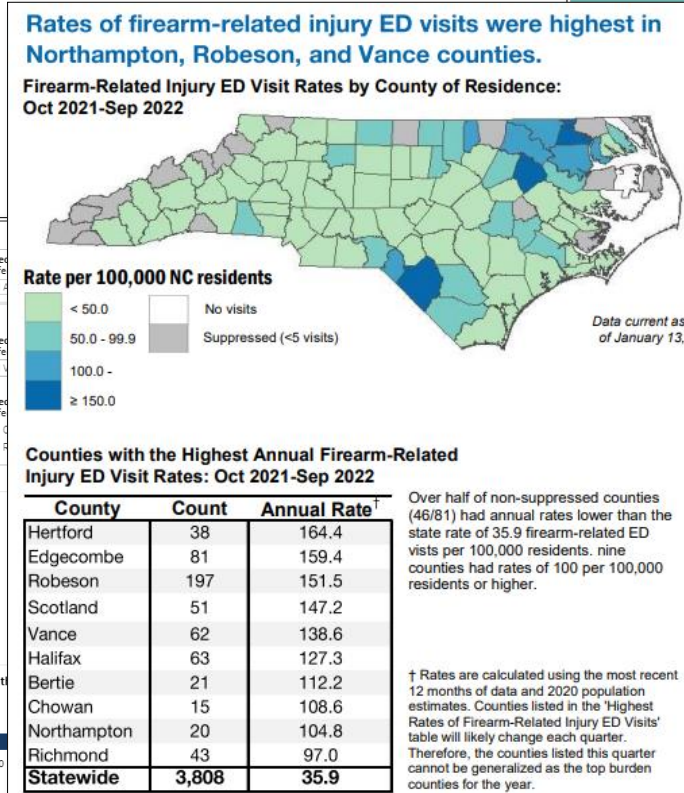 Rates of firearm-related injury ED visits were highest in
Northampton, Robeson, and Vance counties.
Firearm-Related Injury ED Visit Rates by County of Residence:
Oct 2021-Sep 2022
Rate per 100,000 NC residents
< 50.0
50.0 - 99.9
100.0 -
≥ 150.0
No visits
Suppressed (<5 visits)
Data current as
of January 13,
Counties with the Highest Annual Firearm-Related
Injury ED Visit Rates: Oct 2021-Sep 2022
County Count Annual Rate†
Hertford 38 164.4
Edgecombe 81 159.4
Robeson 197 151.5
Scotland 51 147.2
Vance 62 138.6
Halifax 63 127.3
Bertie 21 112.2
Chowan 15 108.6
Northampton 20 104.8
Richmond 43 97.0
Statewide 3,808 35.9
Over half of non-suppressed counties
(46/81) had annual rates lower than the
state rate of 35.9 firearm-related ED
vists per 100,000 residents. nine
counties had rates of 100 per 100,000
residents or higher.
† Rates are calculated using the most recent
12 months of data and 2020 population
estimates. Counties listed in the 'Highest
Rates of Firearm-Related Injury ED Visits'
table will likely change each quarter.
Therefore, the counties listed this quarter
cannot be generalized as the top burden
counties for the year.